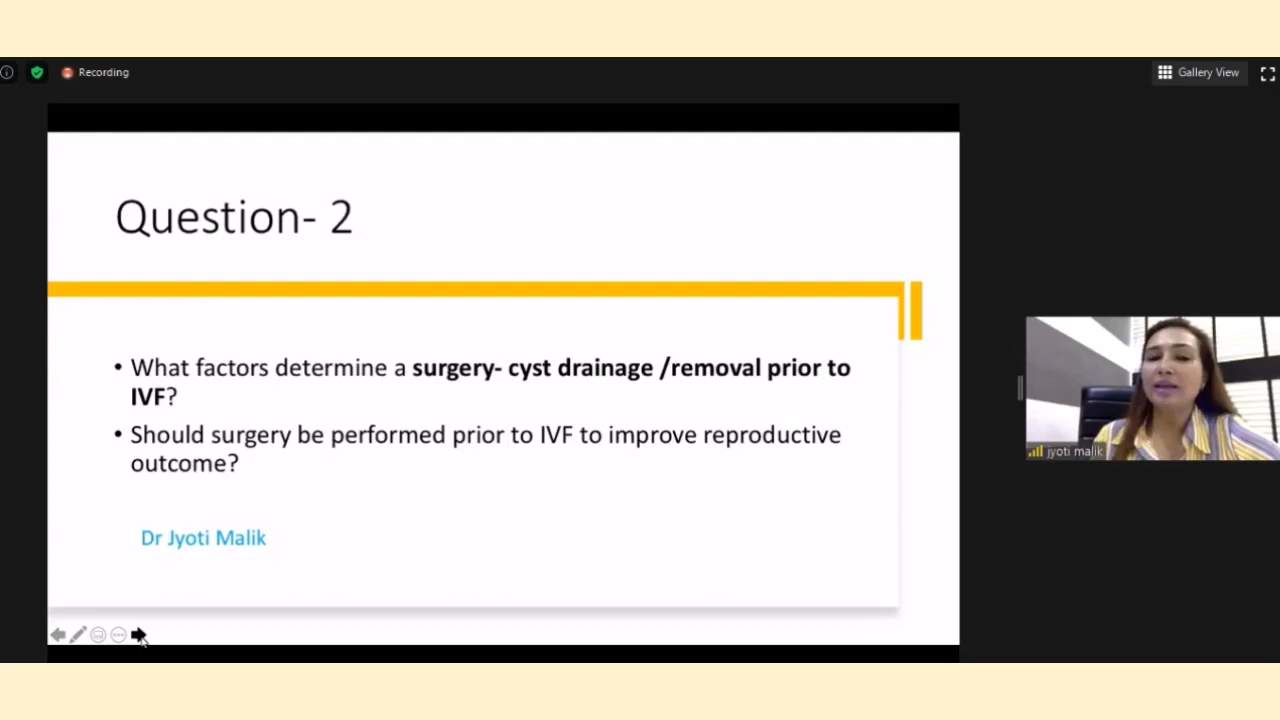 Recording
Gallery View
Question- 2
• What factors determine a surgery- cyst drainage /removal prior to
IVF?
• Should surgery be performed prior to IVF to improve reproductive
outcome?
Dr Jyoti Malik
jyoti malik